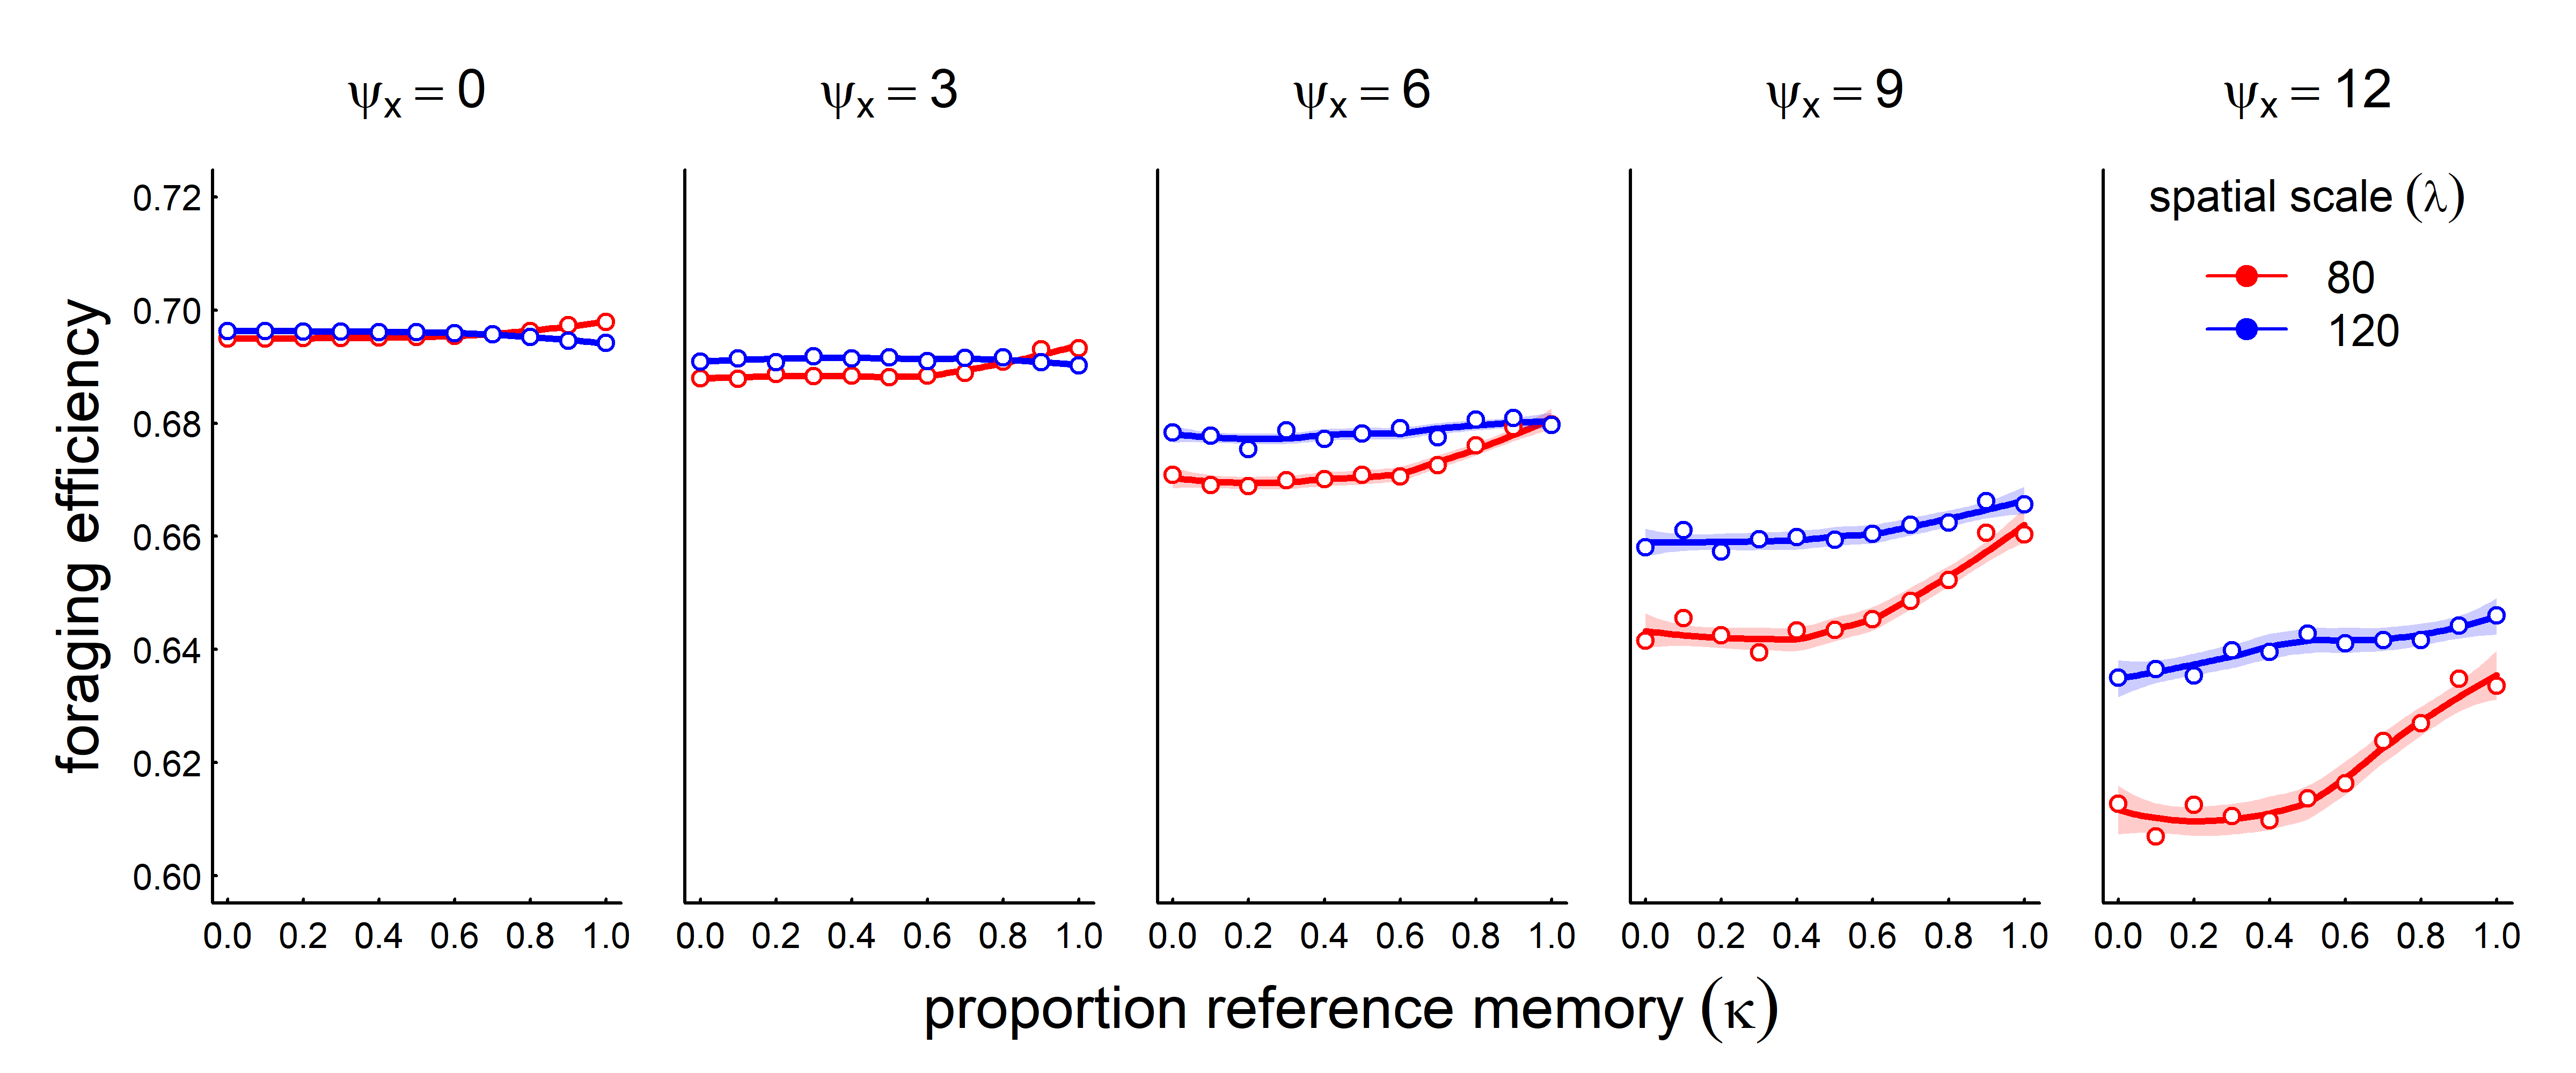 ψx = 0
ψx = 3
ψx = 6
ψx = 9
ψx = 12
spatial scale (λ)
80
120
foraging efficiency
0.72
0.70
0.68
0.66
0.64
0.62
0.60
0.0 0.2 0.4 0.6 0.8 1.0
0.0 0.2 0.4 0.6 0.8 1.0
0.0 0.2 0.4 0.6 0.8 1.0
0.0 0.2 0.4 0.6 0.8 1.0
0.0 0.2 0.4 0.6 0.8 1.0
proportion reference memory (κ)